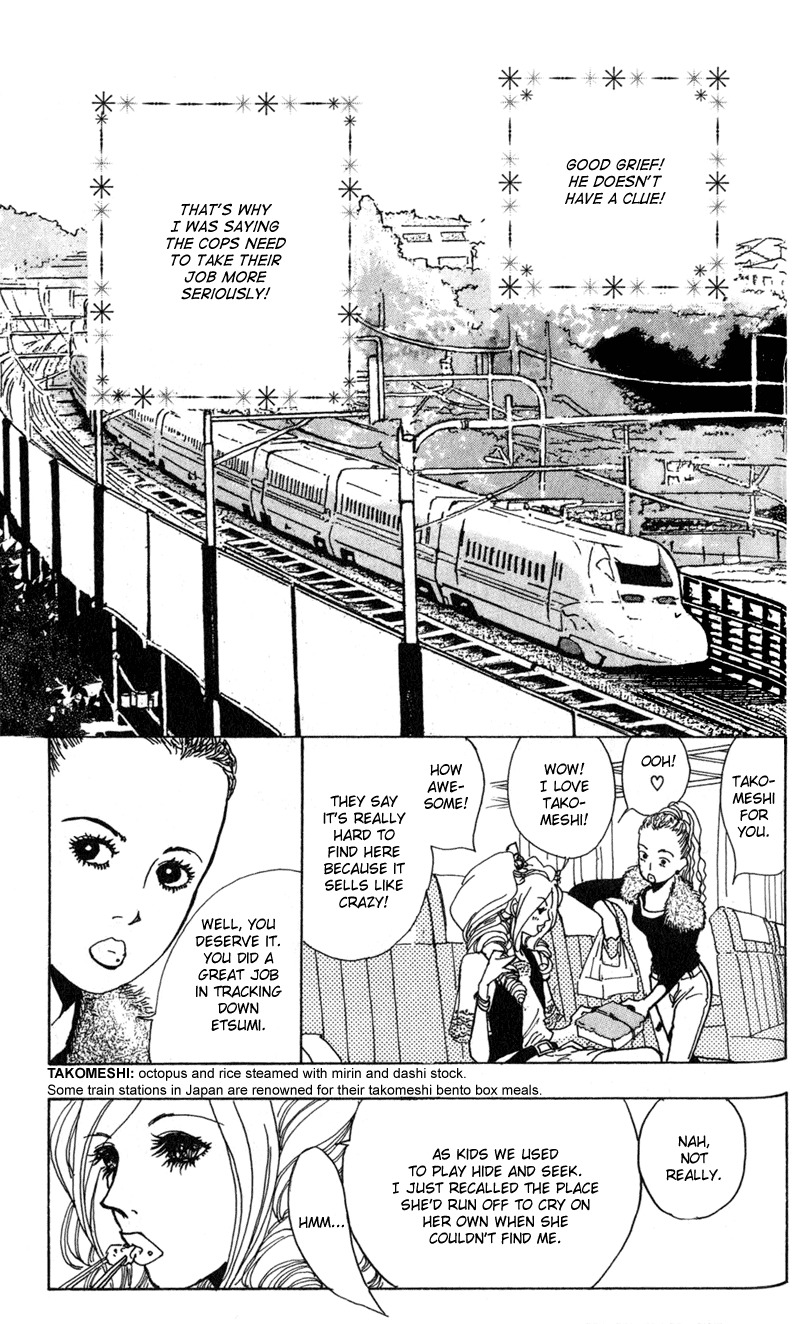 GOOD GRIEF!
HE DOESN'T
HAVE A CLUE!
THAT'S WHY
I WAS SAYING
THE COPS NEED
TO TAKE THEIR
JOB MORE
SERIOUSLY!
TAKO-
MESHI
FOR
YOU.
OOH!
♡
WOW!
I LOVE
TAKO-
MESHI!
HOW
AWE-
SOME!
THEY SAY
IT'S REALLY
HARD TO
FIND HERE
BECAUSE IT
SELLS LIKE
CRAZY!
WELL, YOU
DESERVE IT.
YOU DID A
GREAT JOB
IN TRACKING
DOWN
ETSUMI.
TAKOMESHI: octopus and rice steamed with mirin and dashi stock.
Some train stations in Japan are renowned for their takomeshi bento box meals.
NAH,
NOT
REALLY.
AS KIDS WE USED
TO PLAY HIDE AND SEEK.
I JUST RECALLED THE PLACE
SHE'D RUN OFF TO CRY ON
HER OWN WHEN SHE
COULDN'T FIND ME.
HMM...